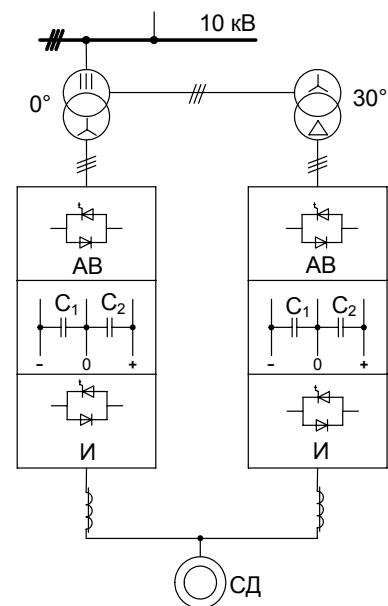 10 кВ
0° 30°
АВ АВ
C₁ C₂ C₁ C₂
- 0 + - 0 +
И И
СД